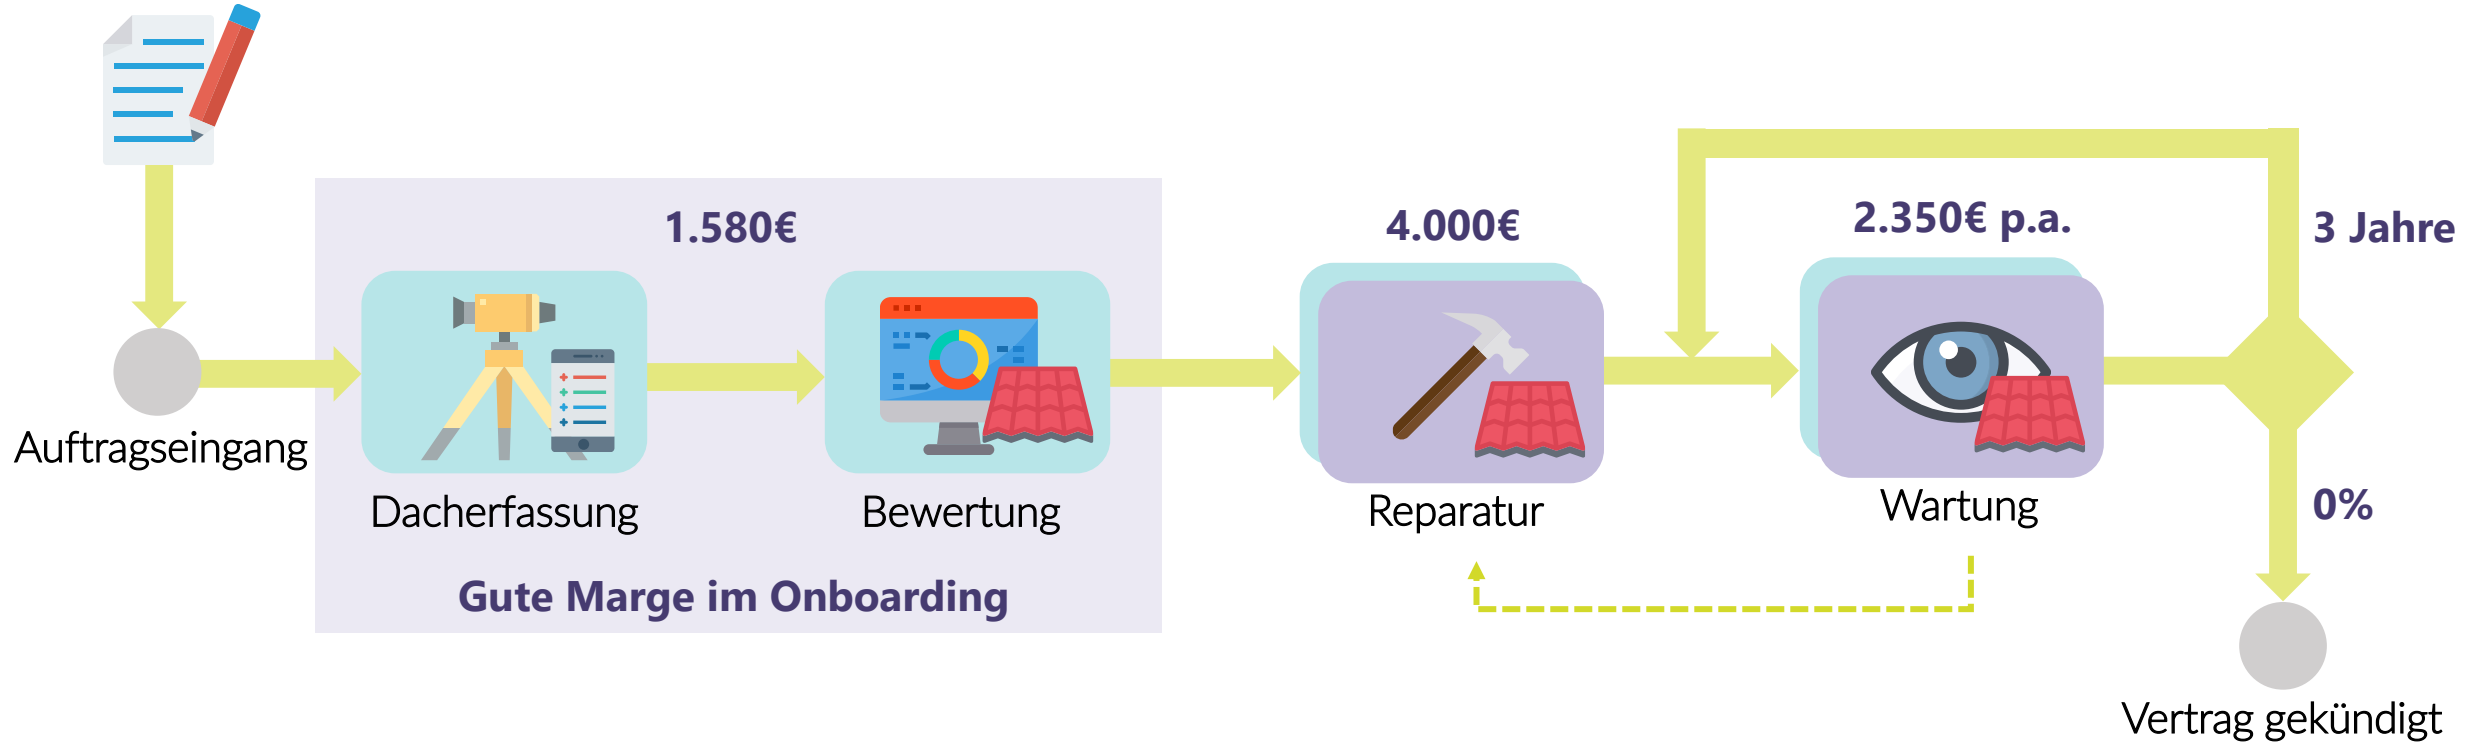 Auftragseingang
1.580€
Dacherfassung
Bewertung
Gute Marge im Onboarding
4.000€
Reparatur
2.350€ p.a.
Wartung
3 Jahre
0%
Vertrag gekündigt